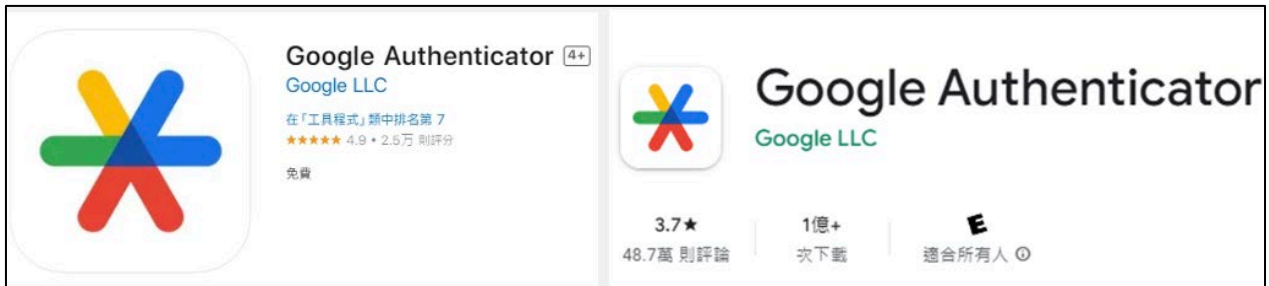 Google Authenticator 4+
Google LLC
在「工具程式」類中排名第 7
★★★★★ 4.9 • 2.5万 則評分
免費
Google Authenticator
Google LLC
3.7★
48.7萬 則評論
1億+
次下載
E
適合所有人